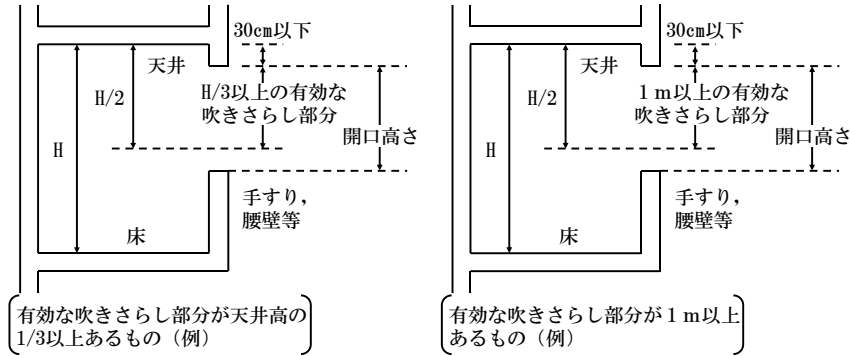 30cm以下
天井
H/2
H/3以上の有効な
吹きさらし部分
開口高さ
H
手すり，
腰壁等
床
有効な吹きさらし部分が天井高の
1/3以上あるもの（例）
30cm以下
天井
H/2
１ｍ以上の有効な
吹きさらし部分
開口高さ
H
手すり，
腰壁等
床
有効な吹きさらし部分が１ｍ以上
あるもの（例）